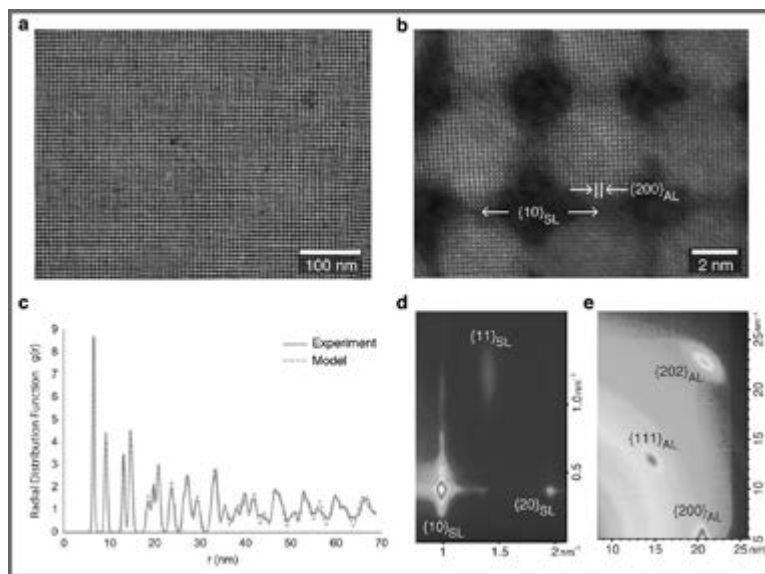 a
100 nm
b
{200}AL
{10}SL
2 nm
c
Radial Distribution Function g(r)
9
8
7
6
5
4
3
2
1
0
Experiment
Model
0 10 20 30 40 50 60 70
r (nm)
d
{11}SL
{10}SL
{20}SL
1.0 nm⁻¹
0.5
1 1.5 2 nm⁻¹
e
{202}AL
{111}AL
{200}AL
25 nm⁻¹
20
15
10
5
10 15 20 25 nm⁻¹